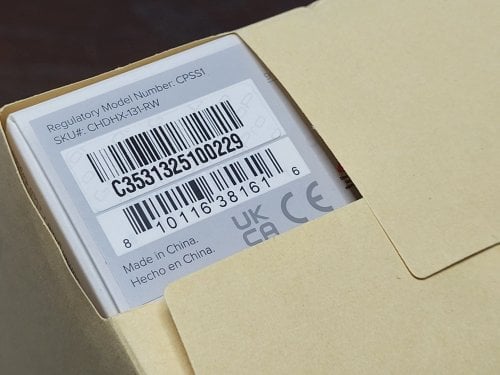 Regulatory Model Number: CPSS1
SKU#: CHDHX-131-RW
C3531325100229
8 10116 38161 6
UK CA CE
Made in China.
Hecho en China.